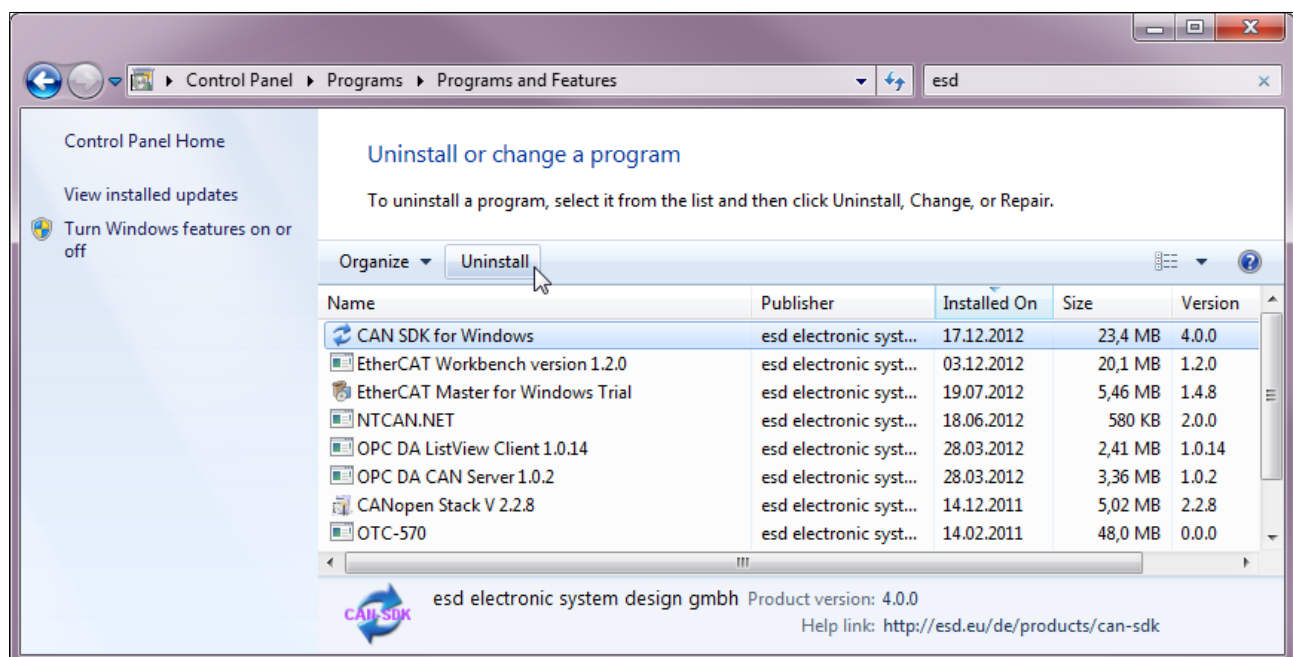 Control Panel Programs Programs and Features esd
Control Panel Home
View installed updates
Turn Windows features on or
off
Uninstall or change a program
To uninstall a program, select it from the list and then click Uninstall, Change, or Repair.
Organize Uninstall
Name Publisher Installed On Size Version
CAN SDK for Windows esd electronic syst... 17.12.2012 23,4 MB 4.0.0
EtherCAT Workbench version 1.2.0 esd electronic syst... 03.12.2012 20,1 MB 1.2.0
EtherCAT Master for Windows Trial esd electronic syst... 19.07.2012 5,46 MB 1.4.8
NTCAN.NET esd electronic syst... 18.06.2012 580 KB 2.0.0
OPC DA ListView Client 1.0.14 esd electronic syst... 28.03.2012 2,41 MB 1.0.14
OPC DA CAN Server 1.0.2 esd electronic syst... 28.03.2012 3,36 MB 1.0.2
CANopen Stack V 2.2.8 esd electronic syst... 14.12.2011 5,02 MB 2.2.8
OTC-570 esd electronic syst... 14.02.2011 48,0 MB 0.0.0
CAN-SDK
esd electronic system design gmbh Product version: 4.0.0
Help link: http://esd.eu/de/products/can-sdk